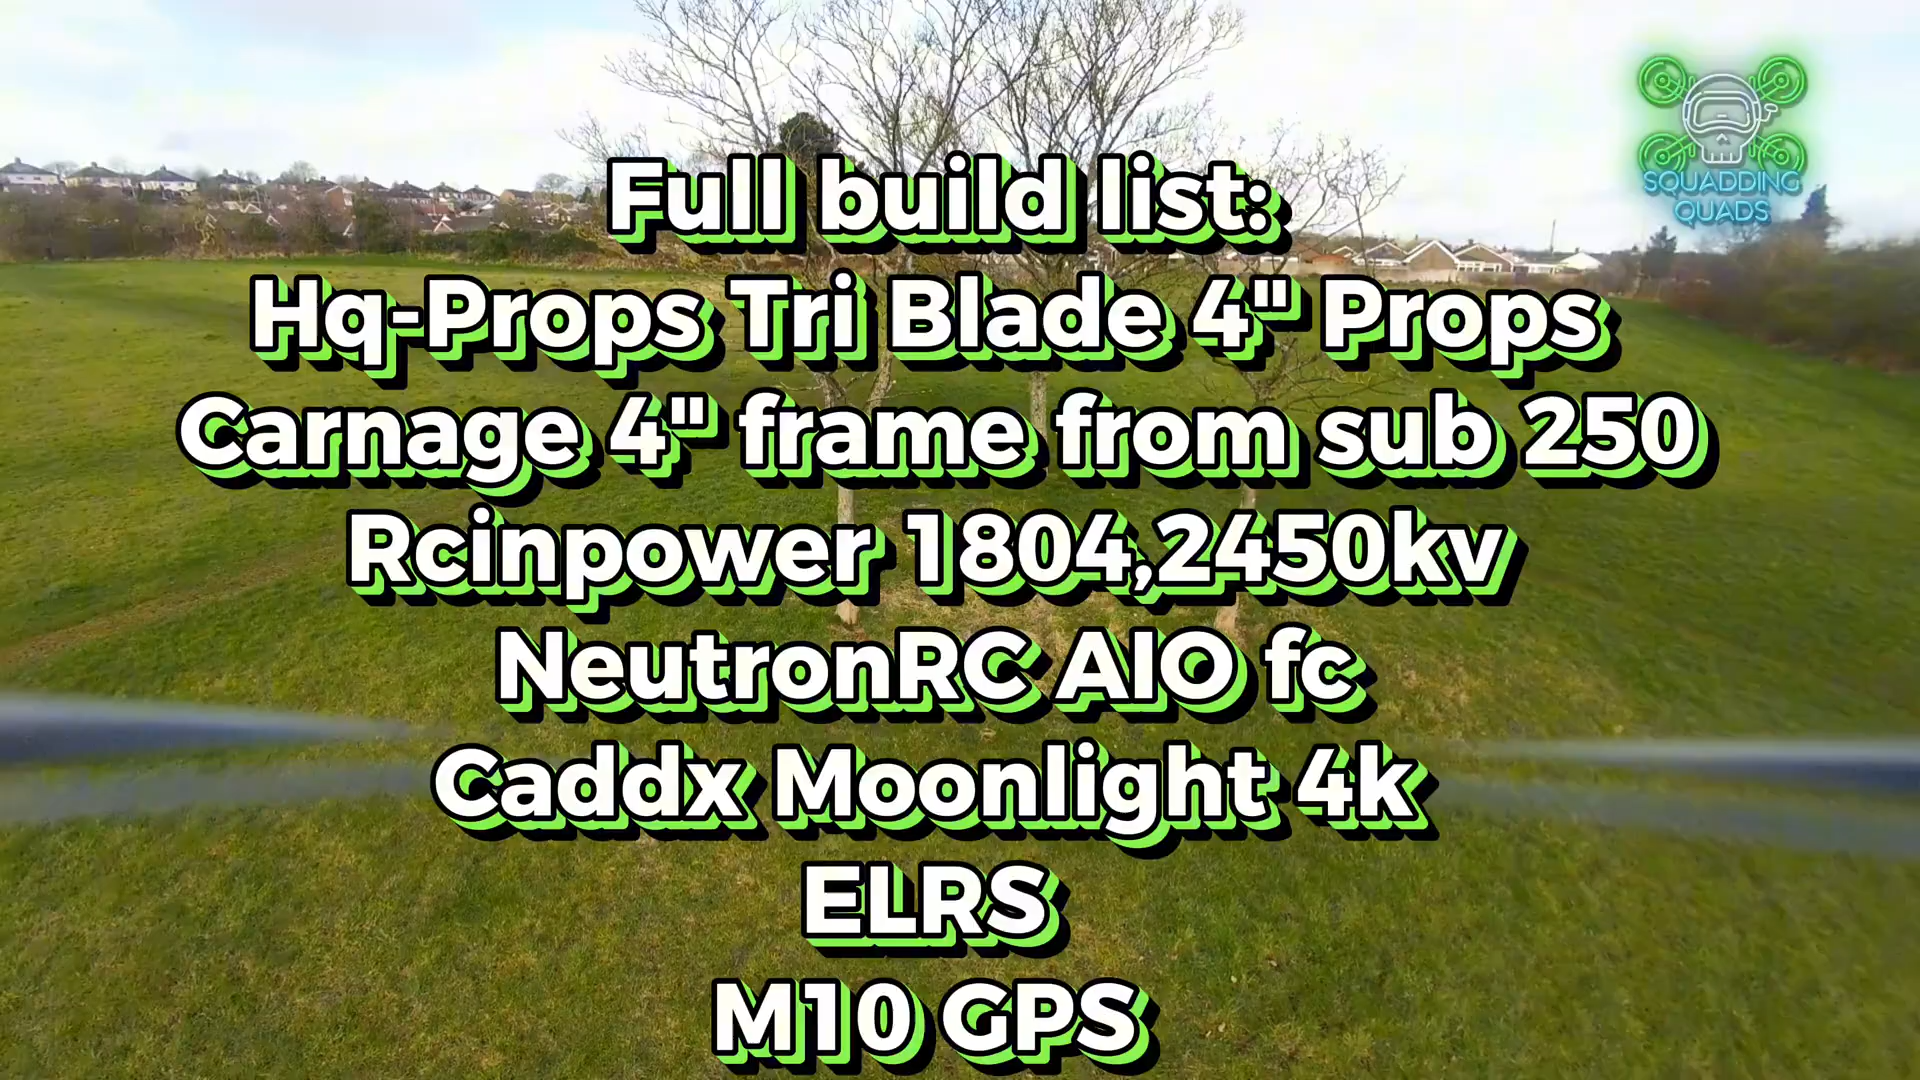 SQUADDING
QUADS
Full build list:
Hq-Props Tri Blade 4" Props
Carnage 4" frame from sub 250
Rcinpower 1804,2450kv
NeutronRC AIO fc
Caddx Moonlight 4k
ELRS
M10 GPS